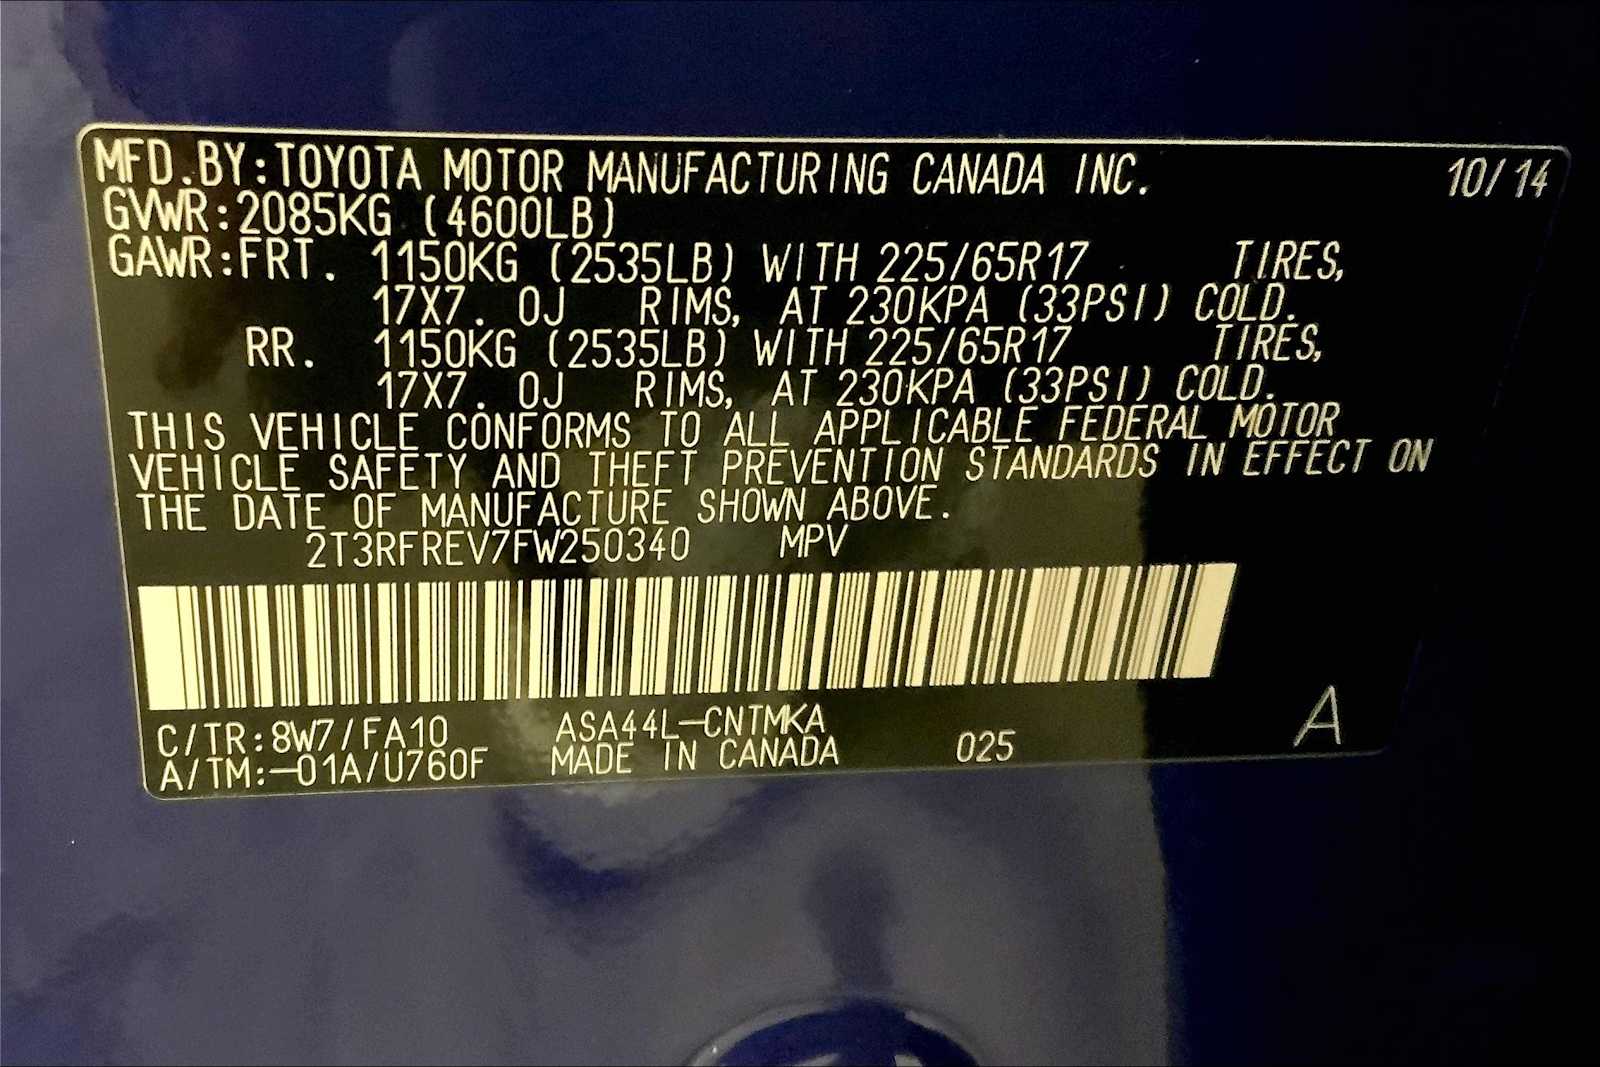 MFD.BY:TOYOTA MOTOR MANUFACTURING CANADA INC. 10/14
GVWR:2085KG (4600LB)
GAWR:FRT. 1150KG (2535LB) WITH 225/65R17 TIRES,
17X7.0J RIMS, AT 230KPA (33PSI) COLD.
RR. 1150KG (2535LB) WITH 225/65R17 TIRES,
17X7.0J RIMS, AT 230KPA (33PSI) COLD.
THIS VEHICLE CONFORMS TO ALL APPLICABLE FEDERAL MOTOR
VEHICLE SAFETY AND THEFT PREVENTION STANDARDS IN EFFECT ON
THE DATE OF MANUFACTURE SHOWN ABOVE.
2T3RFREV7FW250340 MPV
C/TR:8W7/FA10 ASA44L-CNTMKA A
A/TM:-01A/U760F MADE IN CANADA 025